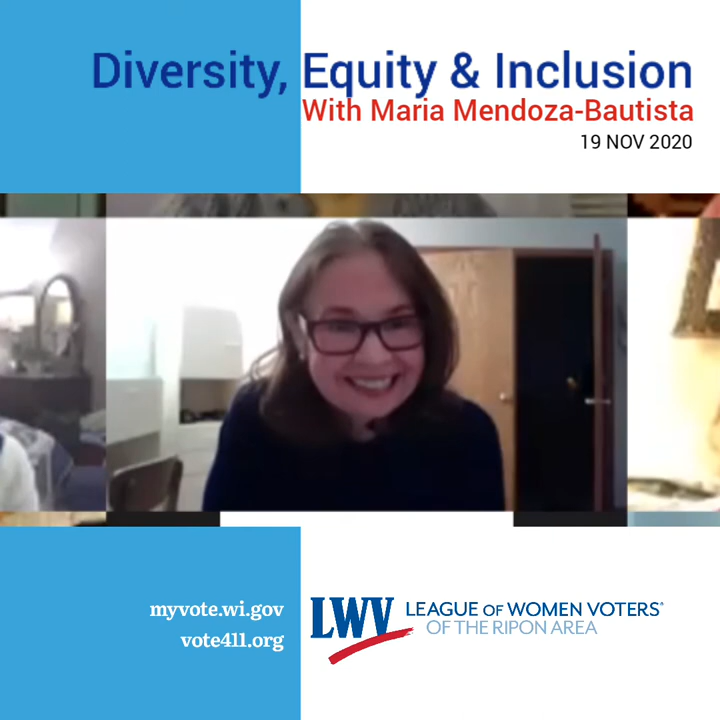 Diversity, Equity & Inclusion
With Maria Mendoza-Bautista
19 NOV 2020
myvote.wi.gov
vote411.org
LWV LEAGUE OF WOMEN VOTERS®
OF THE RIPON AREA